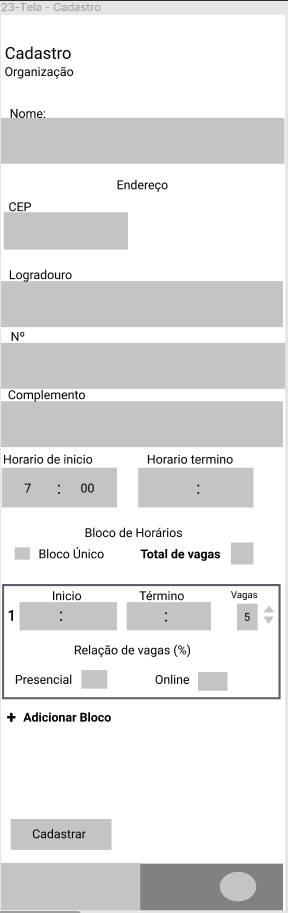 23-Tela - Cadastro
Cadastro
Organização
Nome:
Endereço
CEP
Logradouro
Nº
Complemento
Horario de inicio Horario termino
7 : 00 :
Bloco de Horários
Bloco Único Total de vagas
Inicio Término Vagas
1 : : 5
Relação de vagas (%)
Presencial Online
+ Adicionar Bloco
Cadastrar